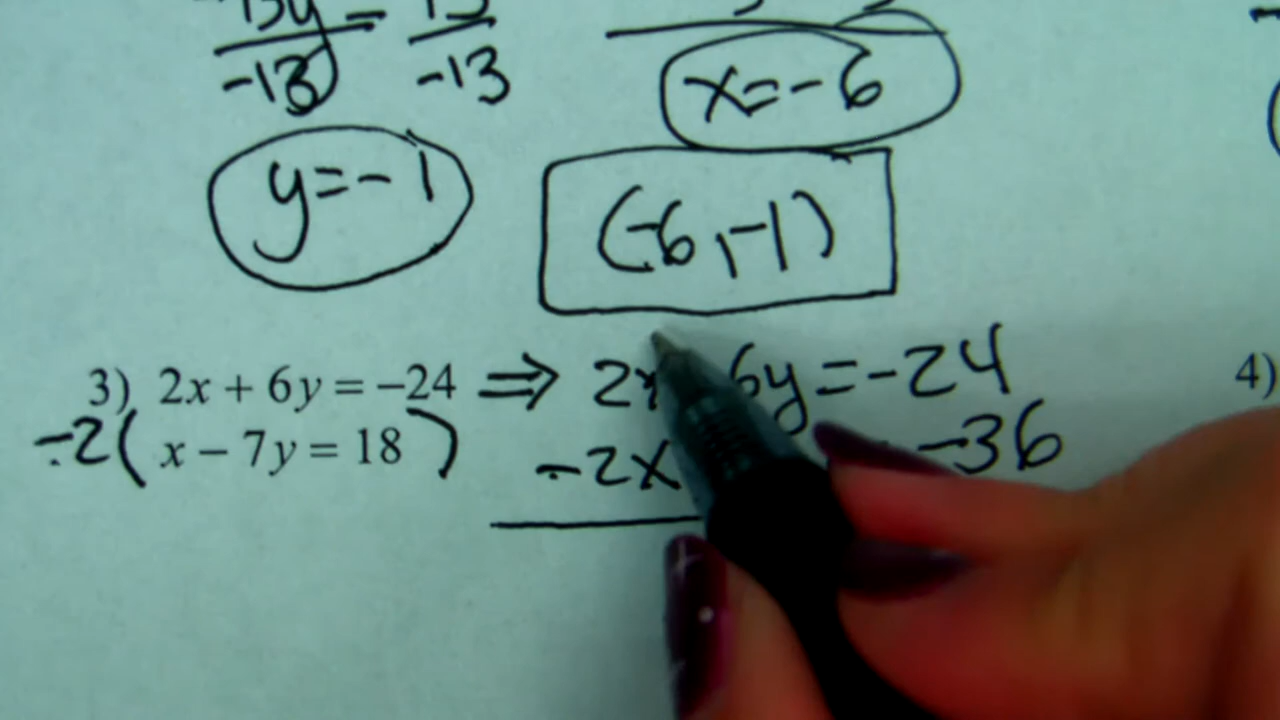 -13y = 13
-13 -13
x=-6
y=-1
(-6,-1)
3) 2x + 6y = −24 ⇒ 2x 6y=-24
-2( x − 7y = 18 ) -2x -36
4)